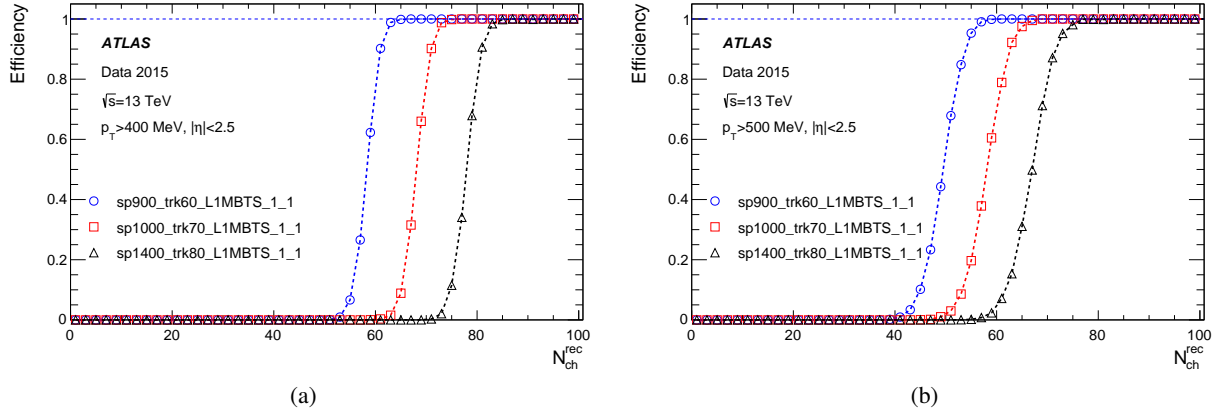 Efficiency
1
0.8
0.6
0.4
0.2
0
ATLAS
Data 2015
√s=13 TeV
p_T>400 MeV, |η|<2.5
sp900_trk60_L1MBTS_1_1
sp1000_trk70_L1MBTS_1_1
sp1400_trk80_L1MBTS_1_1
0 20 40 60 80 100
N_ch^rec
(a)
Efficiency
1
0.8
0.6
0.4
0.2
0
ATLAS
Data 2015
√s=13 TeV
p_T>500 MeV, |η|<2.5
sp900_trk60_L1MBTS_1_1
sp1000_trk70_L1MBTS_1_1
sp1400_trk80_L1MBTS_1_1
0 20 40 60 80 100
N_ch^rec
(b)